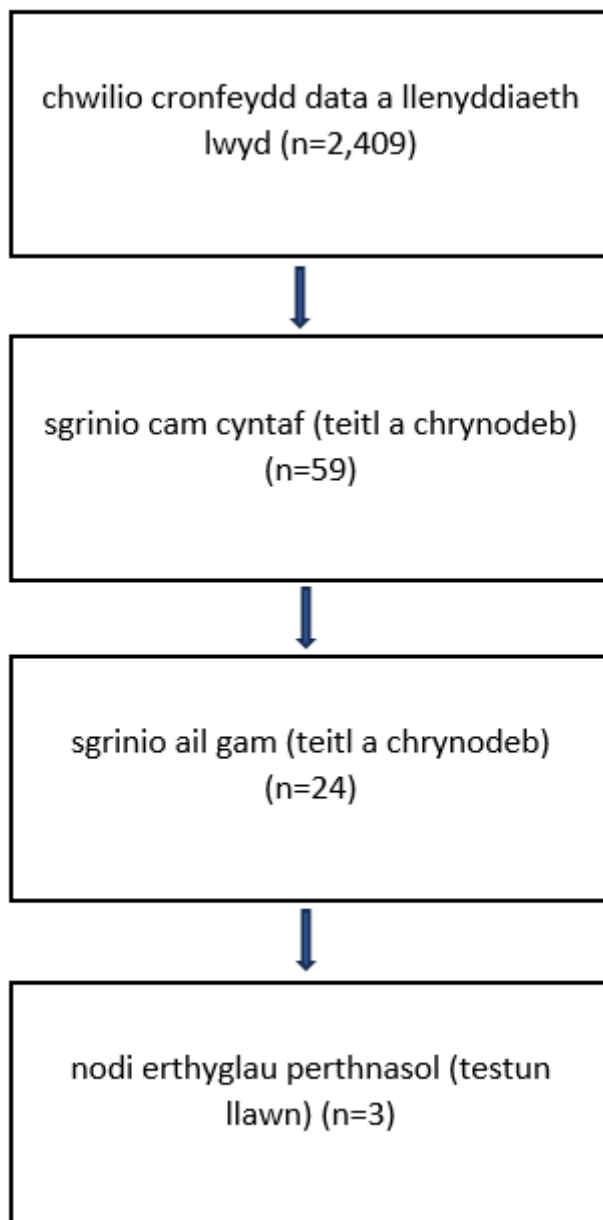 chwilio cronfeydd data a llenyddiaeth
lwyd (n=2,409)
sgrinio cam cyntaf (teitl a chrynodeb)
(n=59)
sgrinio ail gam (teitl a chrynodeb)
(n=24)
nodi erthyglau perthnasol (testun
llawn) (n=3)